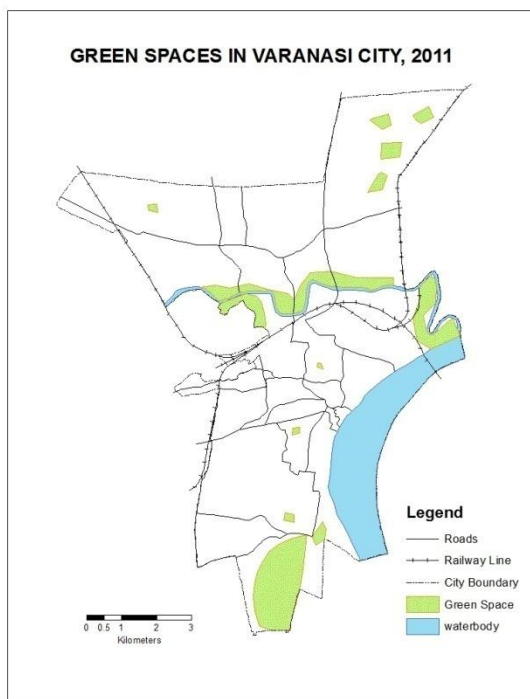 GREEN SPACES IN VARANASI CITY, 2011
Legend
Roads
Railway Line
City Boundary
Green Space
waterbody
0 0.5 1 2 3
Kilometers